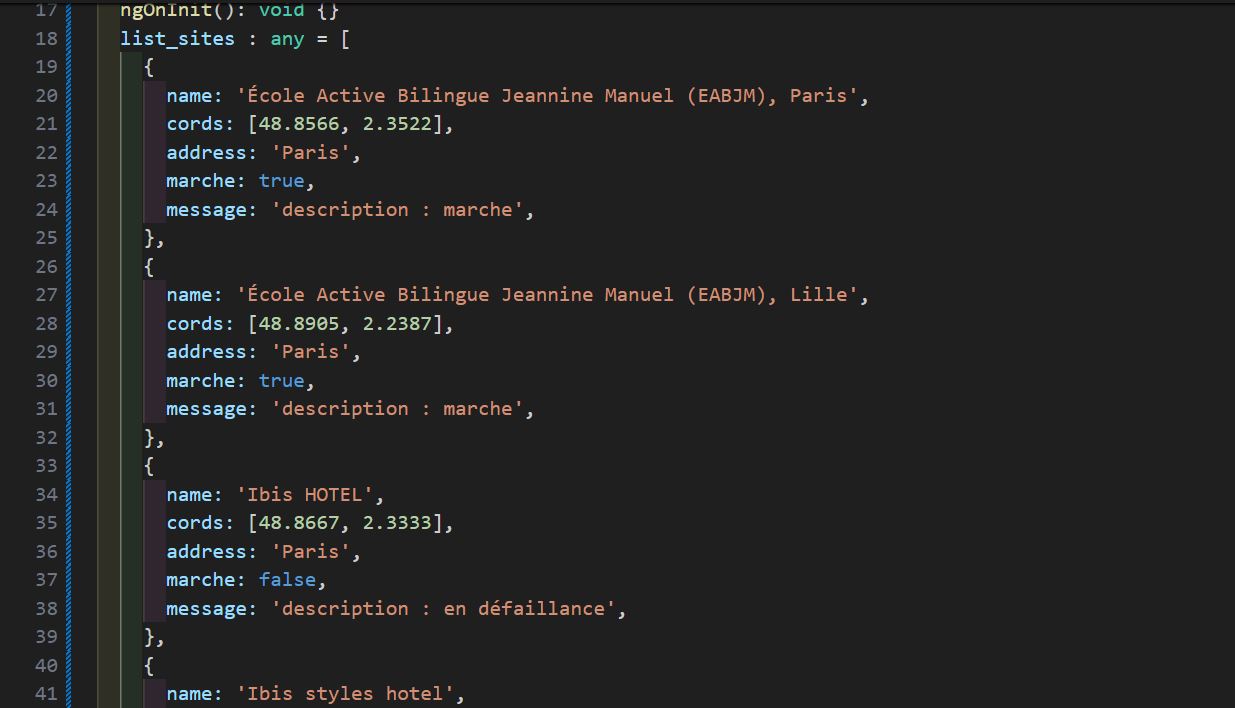 17 ngOnInit(): void {}
18 list_sites : any = [
19 {
20 name: 'École Active Bilingue Jeannine Manuel (EABJM), Paris',
21 cords: [48.8566, 2.3522],
22 address: 'Paris',
23 marche: true,
24 message: 'description : marche',
25 },
26 {
27 name: 'École Active Bilingue Jeannine Manuel (EABJM), Lille',
28 cords: [48.8905, 2.2387],
29 address: 'Paris',
30 marche: true,
31 message: 'description : marche',
32 },
33 {
34 name: 'Ibis HOTEL',
35 cords: [48.8667, 2.3333],
36 address: 'Paris',
37 marche: false,
38 message: 'description : en défaillance',
39 },
40 {
41 name: 'Ibis styles hotel',